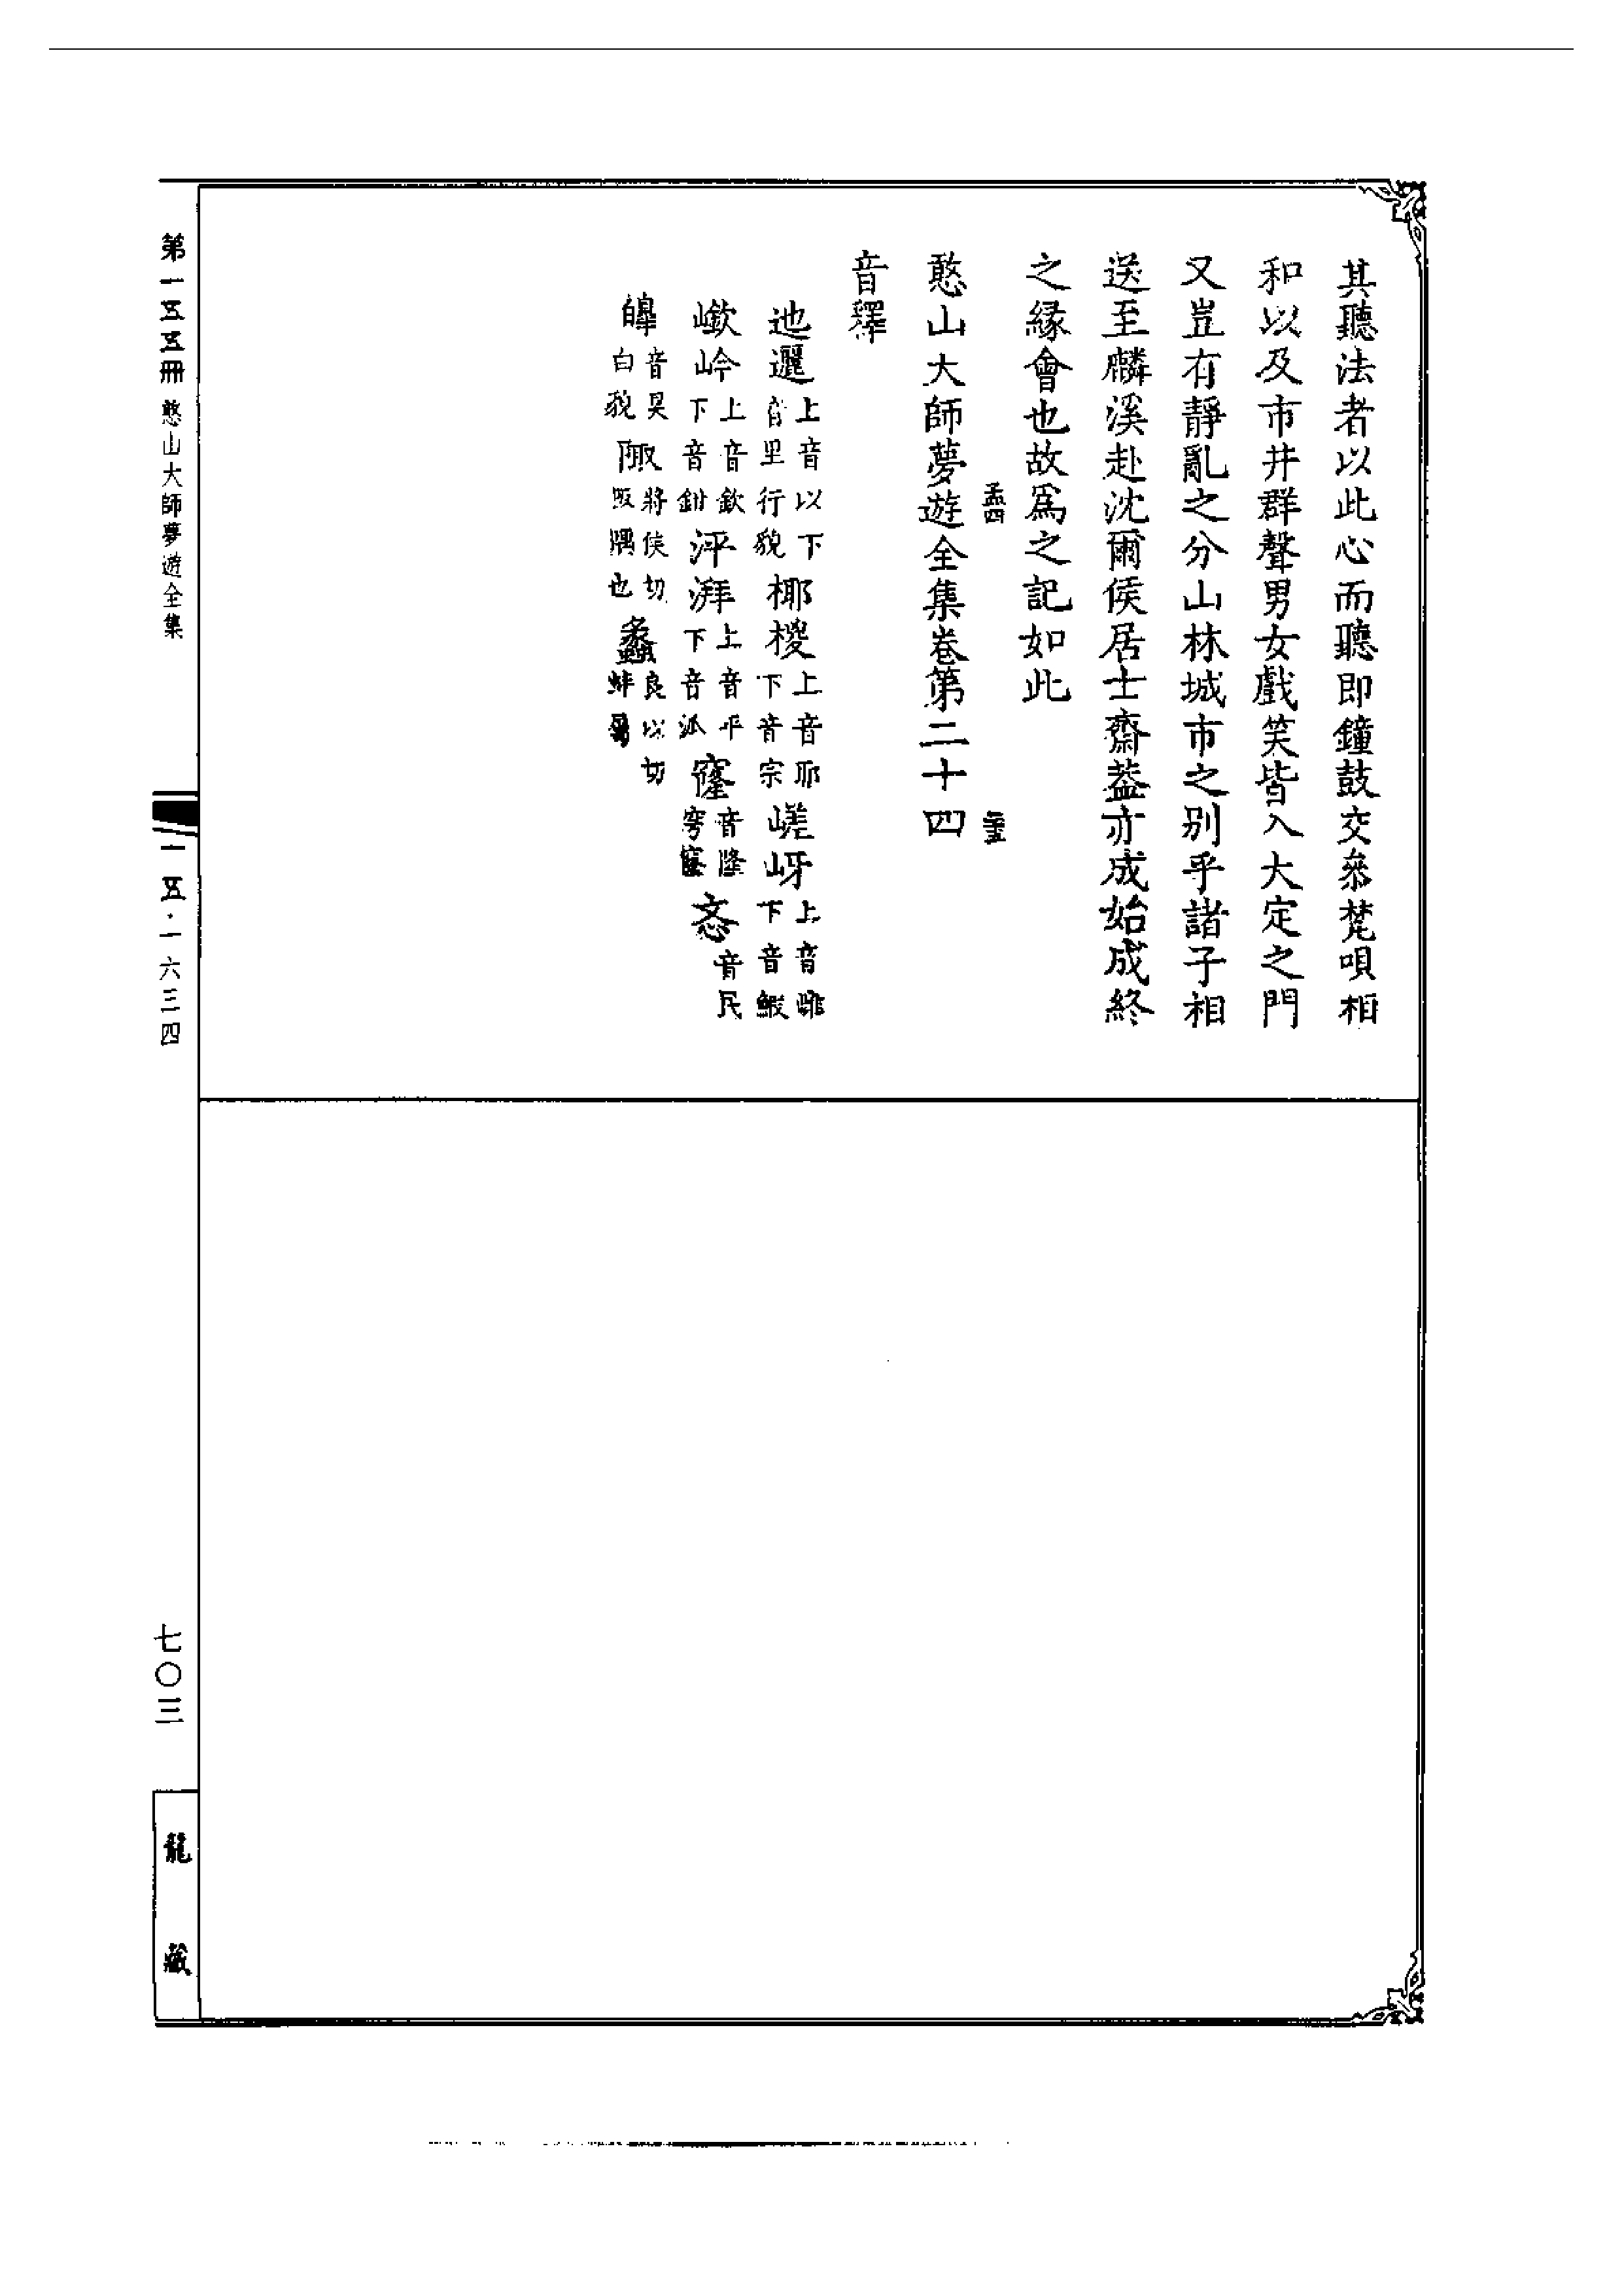 其聽法者以此心而聽即鐘鼓交叅梵唄相
和以及市井群聲男女戲笑皆入大定之門
又豈有靜亂之分山林城市之别乎諸子相
送至麟溪赴沈爾侯居士齋葢亦成始成終
之緣會也故爲之記如此
孟四
憨山大師夢遊全集卷第二十四
音釋
迆邐上音以下音里行貌 椰椶上音耶下音宗 嵯岈上音雌下音鰕
嶔岭上音欽下音鉗 泙湃上音平下音派 窿音隆穹窿 忞音民
皡音昊白貌 陬將侯切陬隅也 蠡良以切蚌屬
第一五五冊 憨山大師夢遊全集
一五·一六三四
七〇三
龍藏